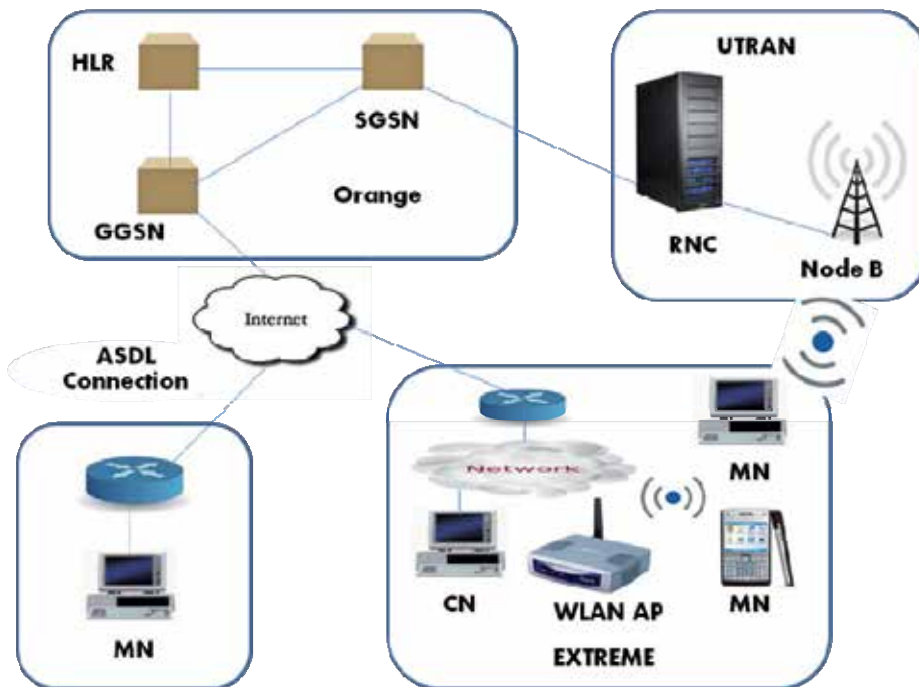 HLR
SGSN
GGSN
Orange
UTRAN
RNC
Node B
Internet
ASDL
Connection
MN
Network
CN
WLAN AP
MN
MN
EXTREME